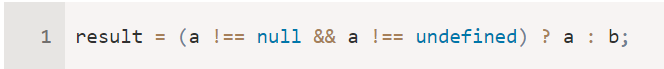 1 result = (a !== null && a !== undefined) ? a : b;